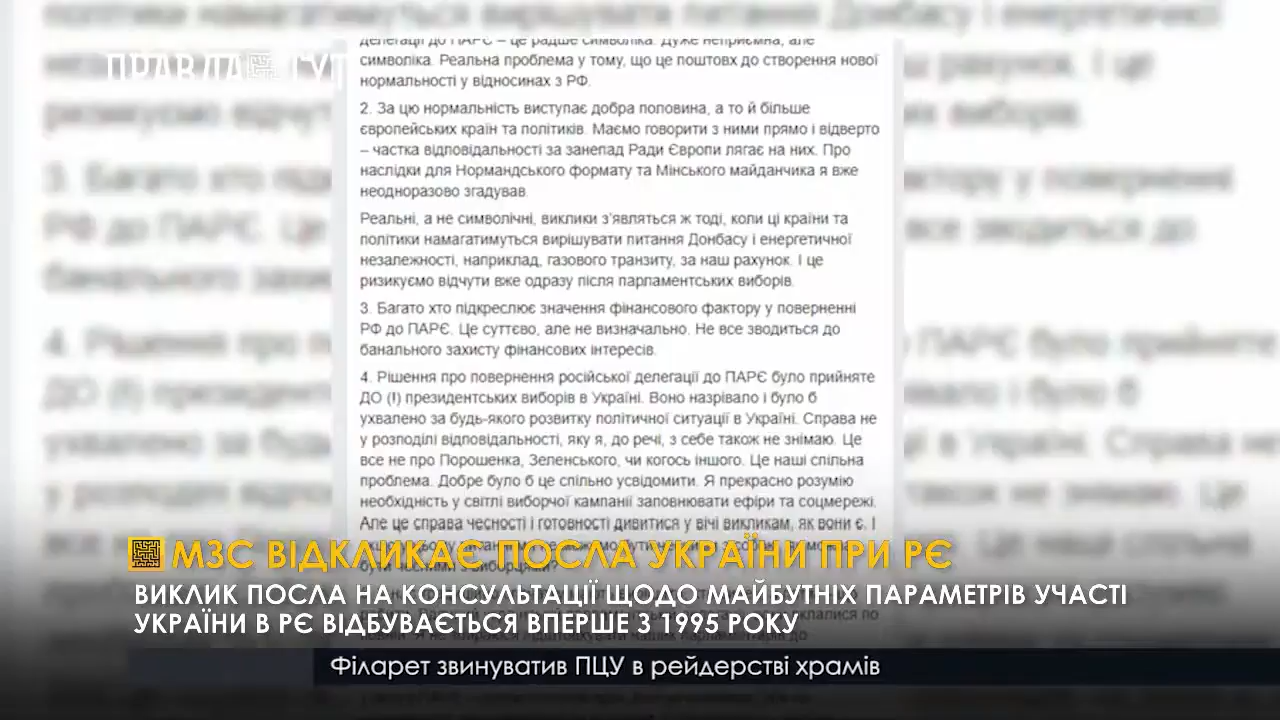 ПРАВДА ТУТ
делегації до ПАРЄ – це радше символіка. Дуже неприємна, але
символіка. Реальна проблема у тому, що це поштовх до створення нової
нормальності у відносинах з РФ.
2. За цю нормальність виступає добра половина, а то й більше
європейських країн та політиків. Маємо говорити з ними прямо і відверто
– частка відповідальності за занепад Ради Європи лягає на них. Про
наслідки для Нормандського формату та Мінського майданчика я вже
неодноразово згадував.
Реальні, а не символічні, виклики з'являться ж тоді, коли ці країни та
політики намагатимуться вирішувати питання Донбасу і енергетичної
незалежності, наприклад, газового транзиту, за наш рахунок. І це
ризикуємо відчути вже одразу після парламентських виборів.
3. Багато хто підкреслює значення фінансового фактору у поверненні
РФ до ПАРЄ. Це суттєво, але не визначально. Не все зводиться до
банального захисту фінансових інтересів.
4. Рішення про повернення російської делегації до ПАРЄ було прийняте
ДО (!) президентських виборів в Україні. Воно назрівало і було б
ухвалено за будь-якого розвитку політичної ситуації в Україні. Справа не
у розподілі відповідальності, яку я, до речі, з себе також не знімаю. Це
все не про Порошенка, Зеленського, чи когось іншого. Це наші спільна
проблема. Добре було б це спільно усвідомити. Я прекрасно розумію
необхідність у світлі виборчої кампанії заповнювати ефіри та соцмережі.
Але це справа чесності і готовності дивитися у вічі викликам, як вони є. І
МЗС ВІДКЛИКАЄ ПОСЛА УКРАЇНИ ПРИ РЄ
ВИКЛИК ПОСЛА НА КОНСУЛЬТАЦІЇ ЩОДО МАЙБУТНІХ ПАРАМЕТРІВ УЧАСТІ
УКРАЇНИ В РЄ ВІДБУВАЄТЬСЯ ВПЕРШЕ З 1995 РОКУ
Філарет звинуватив ПЦУ в рейдерстві храмів